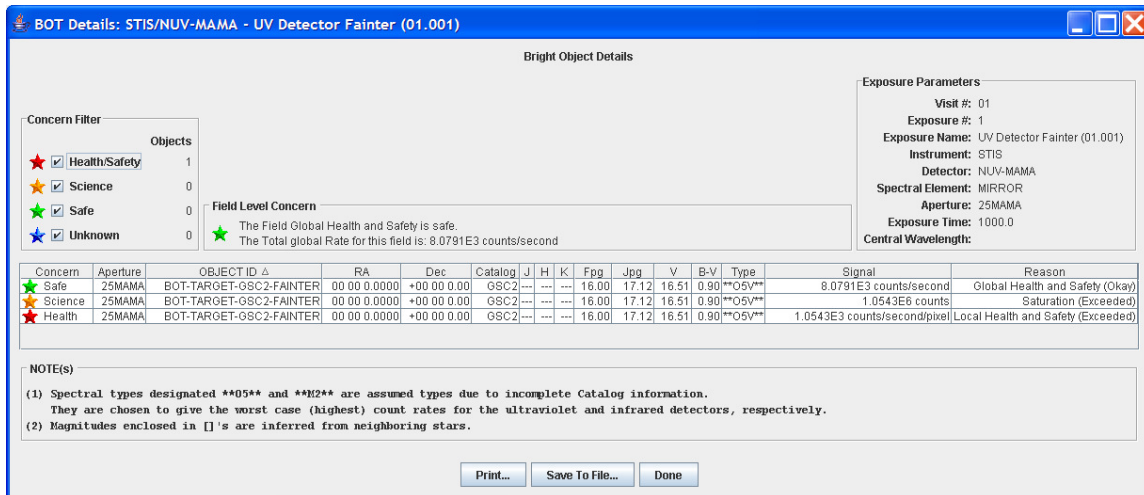 BOT Details: STIS/NUV-MAMA - UV Detector Fainter (01.001)
Bright Object Details
Concern Filter
Objects
Health/Safety 1
Science 0
Safe 0
Unknown 0
Field Level Concern
The Field Global Health and Safety is safe.
The Total global Rate for this field is: 8.0791E3 counts/second
Exposure Parameters
Visit #: 01
Exposure #: 1
Exposure Name: UV Detector Fainter (01.001)
Instrument: STIS
Detector: NUV-MAMA
Spectral Element: MIRROR
Aperture: 25MAMA
Exposure Time: 1000.0
Central Wavelength:
Concern Aperture OBJECT ID △ RA Dec Catalog J H K Fpg Jpg V B-V Type Signal Reason
Safe 25MAMA BOT-TARGET-GSC2-FAINTER 00 00 0.0000 +00 00 0.00 GSC2 --- --- --- 16.00 17.12 16.51 0.90 **O5V** 8.0791E3 counts/second Global Health and Safety (Okay)
Science 25MAMA BOT-TARGET-GSC2-FAINTER 00 00 0.0000 +00 00 0.00 GSC2 --- --- --- 16.00 17.12 16.51 0.90 **O5V** 1.0543E6 counts Saturation (Exceeded)
Health 25MAMA BOT-TARGET-GSC2-FAINTER 00 00 0.0000 +00 00 0.00 GSC2 --- --- --- 16.00 17.12 16.51 0.90 **O5V** 1.0543E3 counts/second/pixel Local Health and Safety (Exceeded)
NOTE(s)
(1) Spectral types designated **O5** and **M2** are assumed types due to incomplete Catalog information.
They are chosen to give the worst case (highest) count rates for the ultraviolet and infrared detectors, respectively.
(2) Magnitudes enclosed in []'s are inferred from neighboring stars.
Print... Save To File... Done